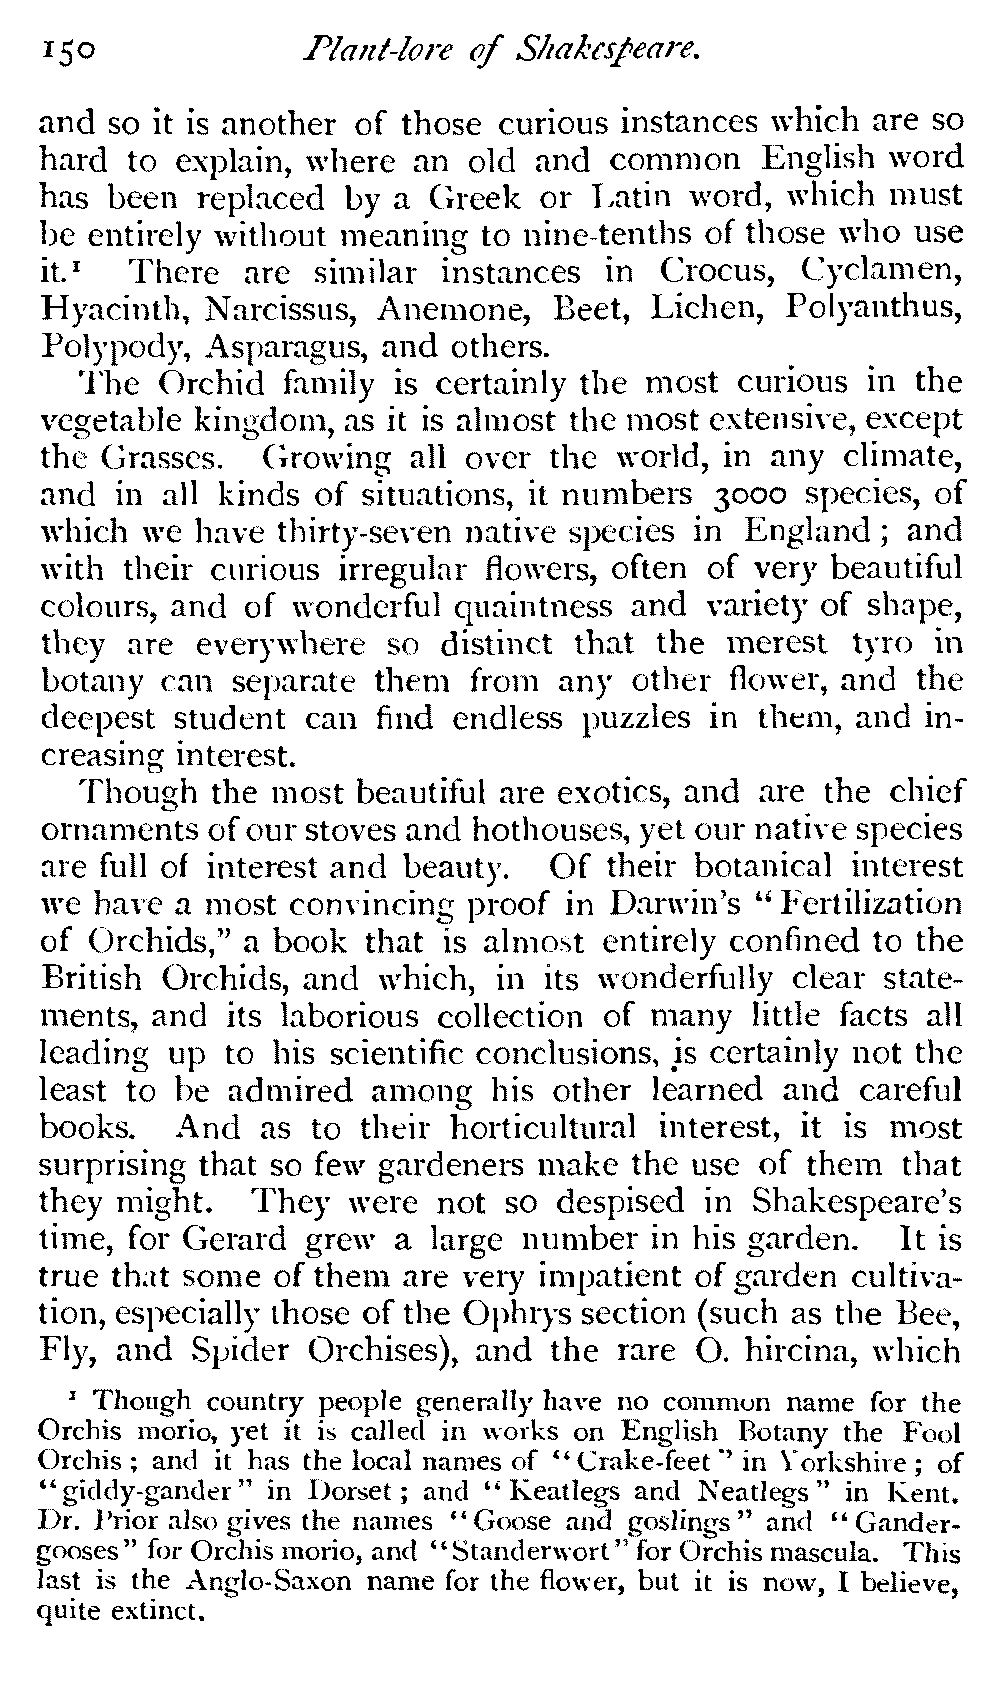 150 Plant-lore of Shakespeare.
and so it is another of those curious instances which are so
hard to explain, where an old and common English word
has been replaced by a Greek or Latin word, which must
be entirely without meaning to nine-tenths of those who use
it.¹ There are similar instances in Crocus, Cyclamen,
Hyacinth, Narcissus, Anemone, Beet, Lichen, Polyanthus,
Polypody, Asparagus, and others.
The Orchid family is certainly the most curious in the
vegetable kingdom, as it is almost the most extensive, except
the Grasses. Growing all over the world, in any climate,
and in all kinds of situations, it numbers 3000 species, of
which we have thirty-seven native species in England; and
with their curious irregular flowers, often of very beautiful
colours, and of wonderful quaintness and variety of shape,
they are everywhere so distinct that the merest tyro in
botany can separate them from any other flower, and the
deepest student can find endless puzzles in them, and in-
creasing interest.
Though the most beautiful are exotics, and are the chief
ornaments of our stoves and hothouses, yet our native species
are full of interest and beauty. Of their botanical interest
we have a most convincing proof in Darwin's "Fertilization
of Orchids," a book that is almost entirely confined to the
British Orchids, and which, in its wonderfully clear state-
ments, and its laborious collection of many little facts all
leading up to his scientific conclusions, is certainly not the
least to be admired among his other learned and careful
books. And as to their horticultural interest, it is most
surprising that so few gardeners make the use of them that
they might. They were not so despised in Shakespeare's
time, for Gerard grew a large number in his garden. It is
true that some of them are very impatient of garden cultiva-
tion, especially those of the Ophrys section (such as the Bee,
Fly, and Spider Orchises), and the rare O. hircina, which
¹ Though country people generally have no common name for the
Orchis morio, yet it is called in works on English Botany the Fool
Orchis; and it has the local names of "Crake-feet" in Yorkshire; of
"giddy-gander" in Dorset; and "Keatlegs and Neatlegs" in Kent.
Dr. Prior also gives the names "Goose and goslings" and "Gander-
gooses" for Orchis morio, and "Standerwort" for Orchis mascula. This
last is the Anglo-Saxon name for the flower, but it is now, I believe,
quite extinct.